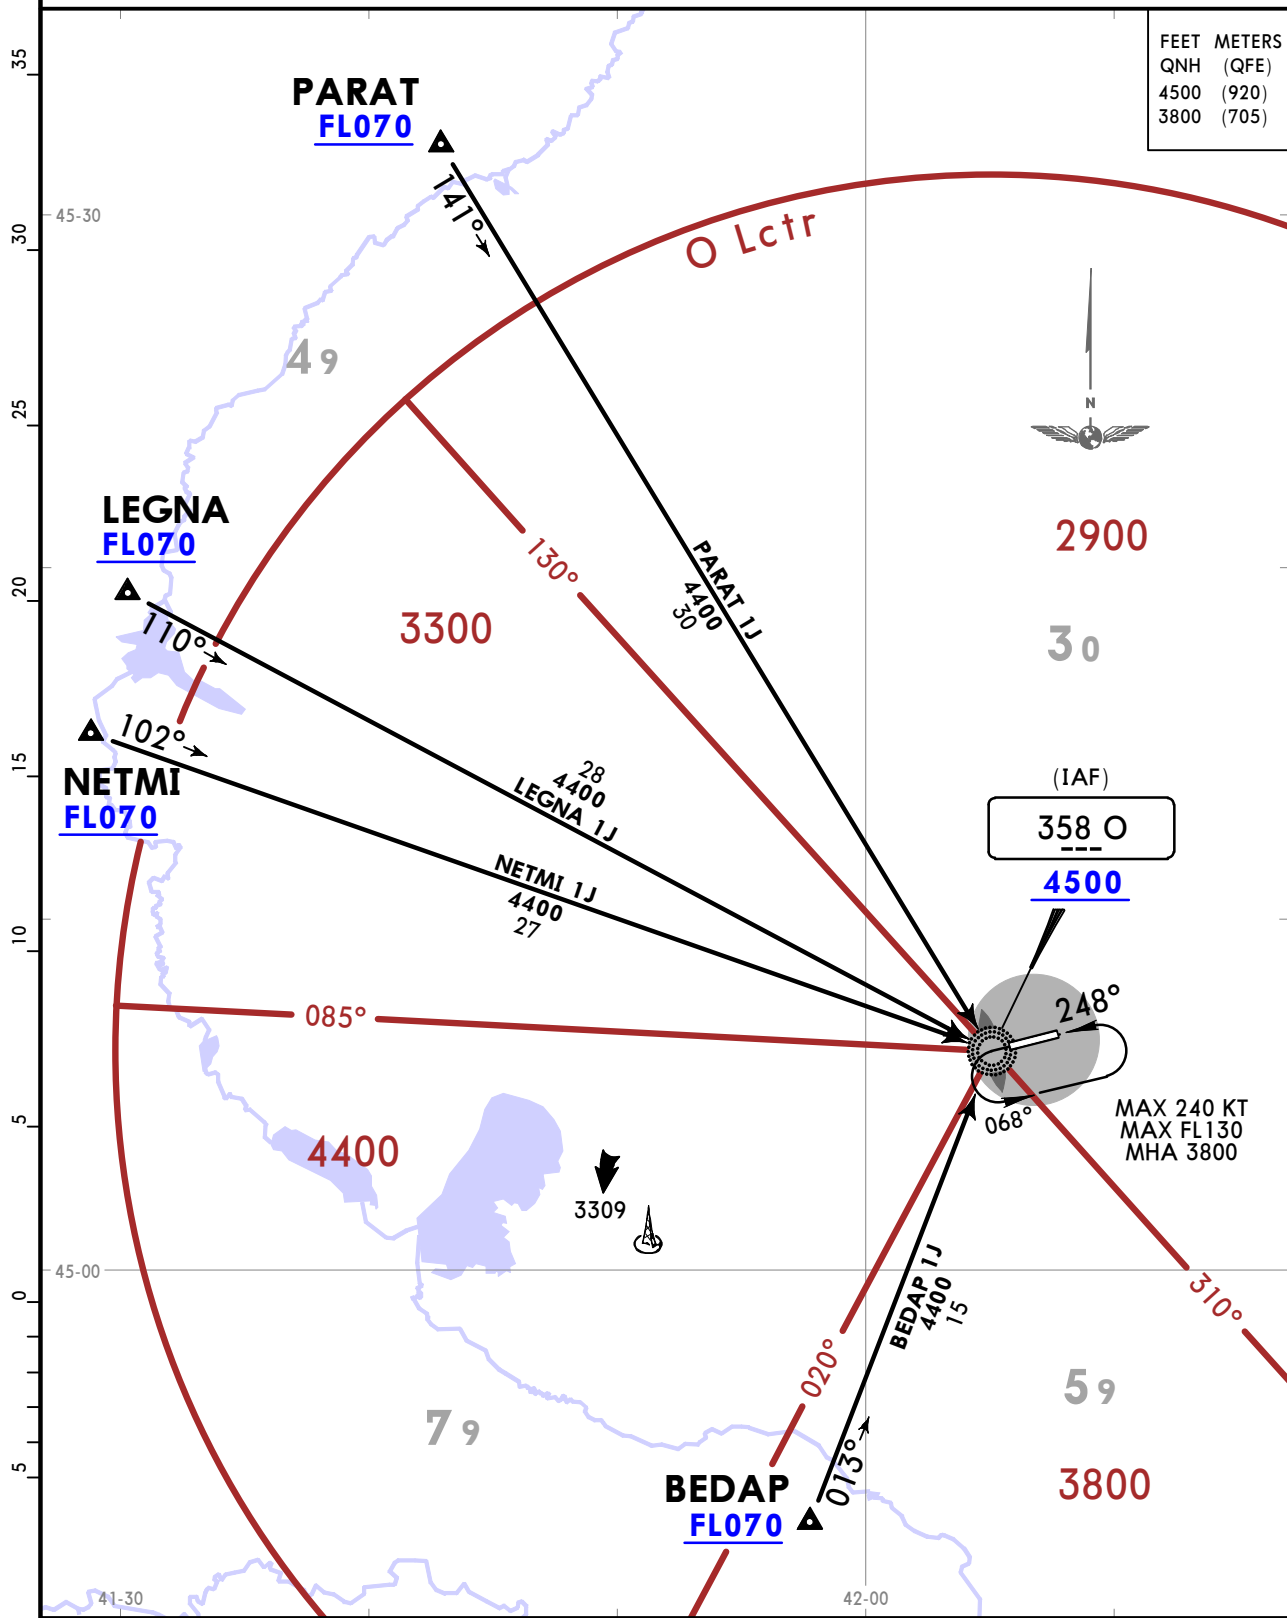 FEET METERS
QNH (QFE)
4500 (920)
3800 (705)
35
30
25
20
15
10
5
0
5
PARAT
FL070
141°
45-30
O Lctr
49
N
LEGNA
FL070
110°
130°
2900
3300
PARAT 1J
4400
30
30
102°
NETMI
FL070
28
4400
LEGNA 1J
NETMI 1J
4400
27
(IAF)
358 O
4500
085°
248°
068°
MAX 240 KT
MAX FL130
MHA 3800
4400
3309
45-00
BEDAP 1J
4400
15
310°
020°
59
79
013°
BEDAP
FL070
3800
41-30
42-00